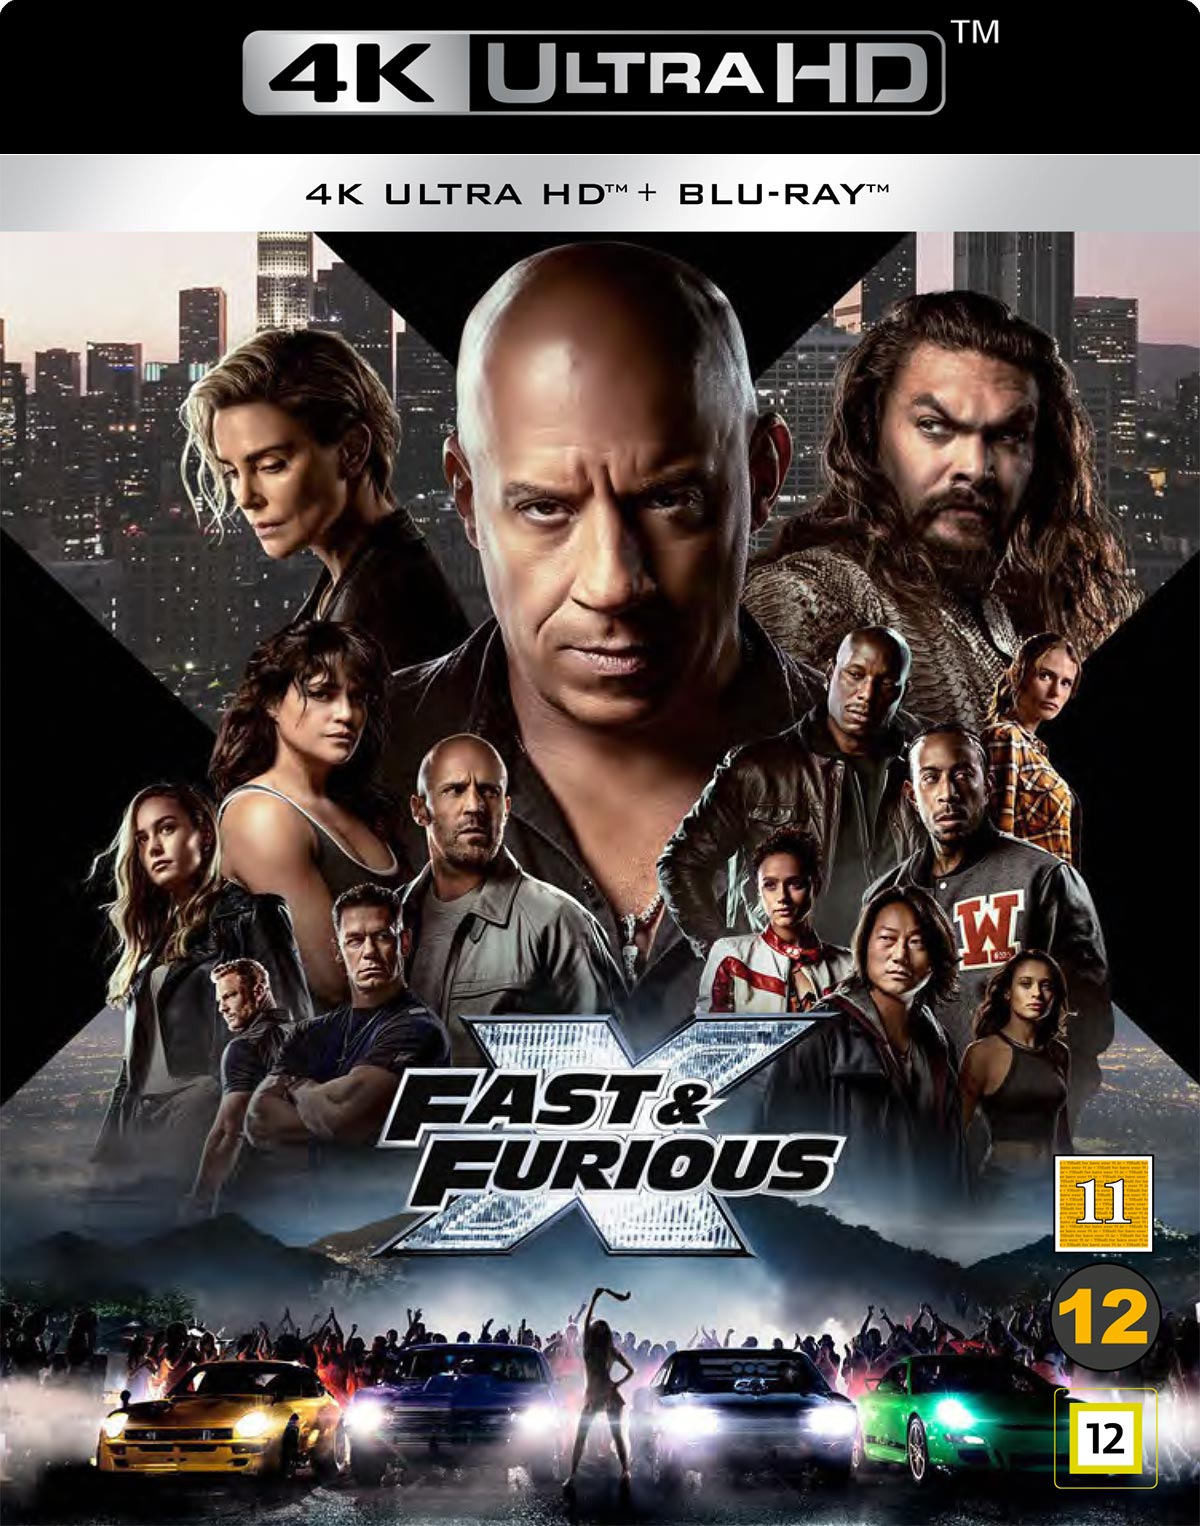 4K ULTRA HD™
4K ULTRA HD™ + BLU-RAY™
W
X
FAST &
FURIOUS
11
12
12